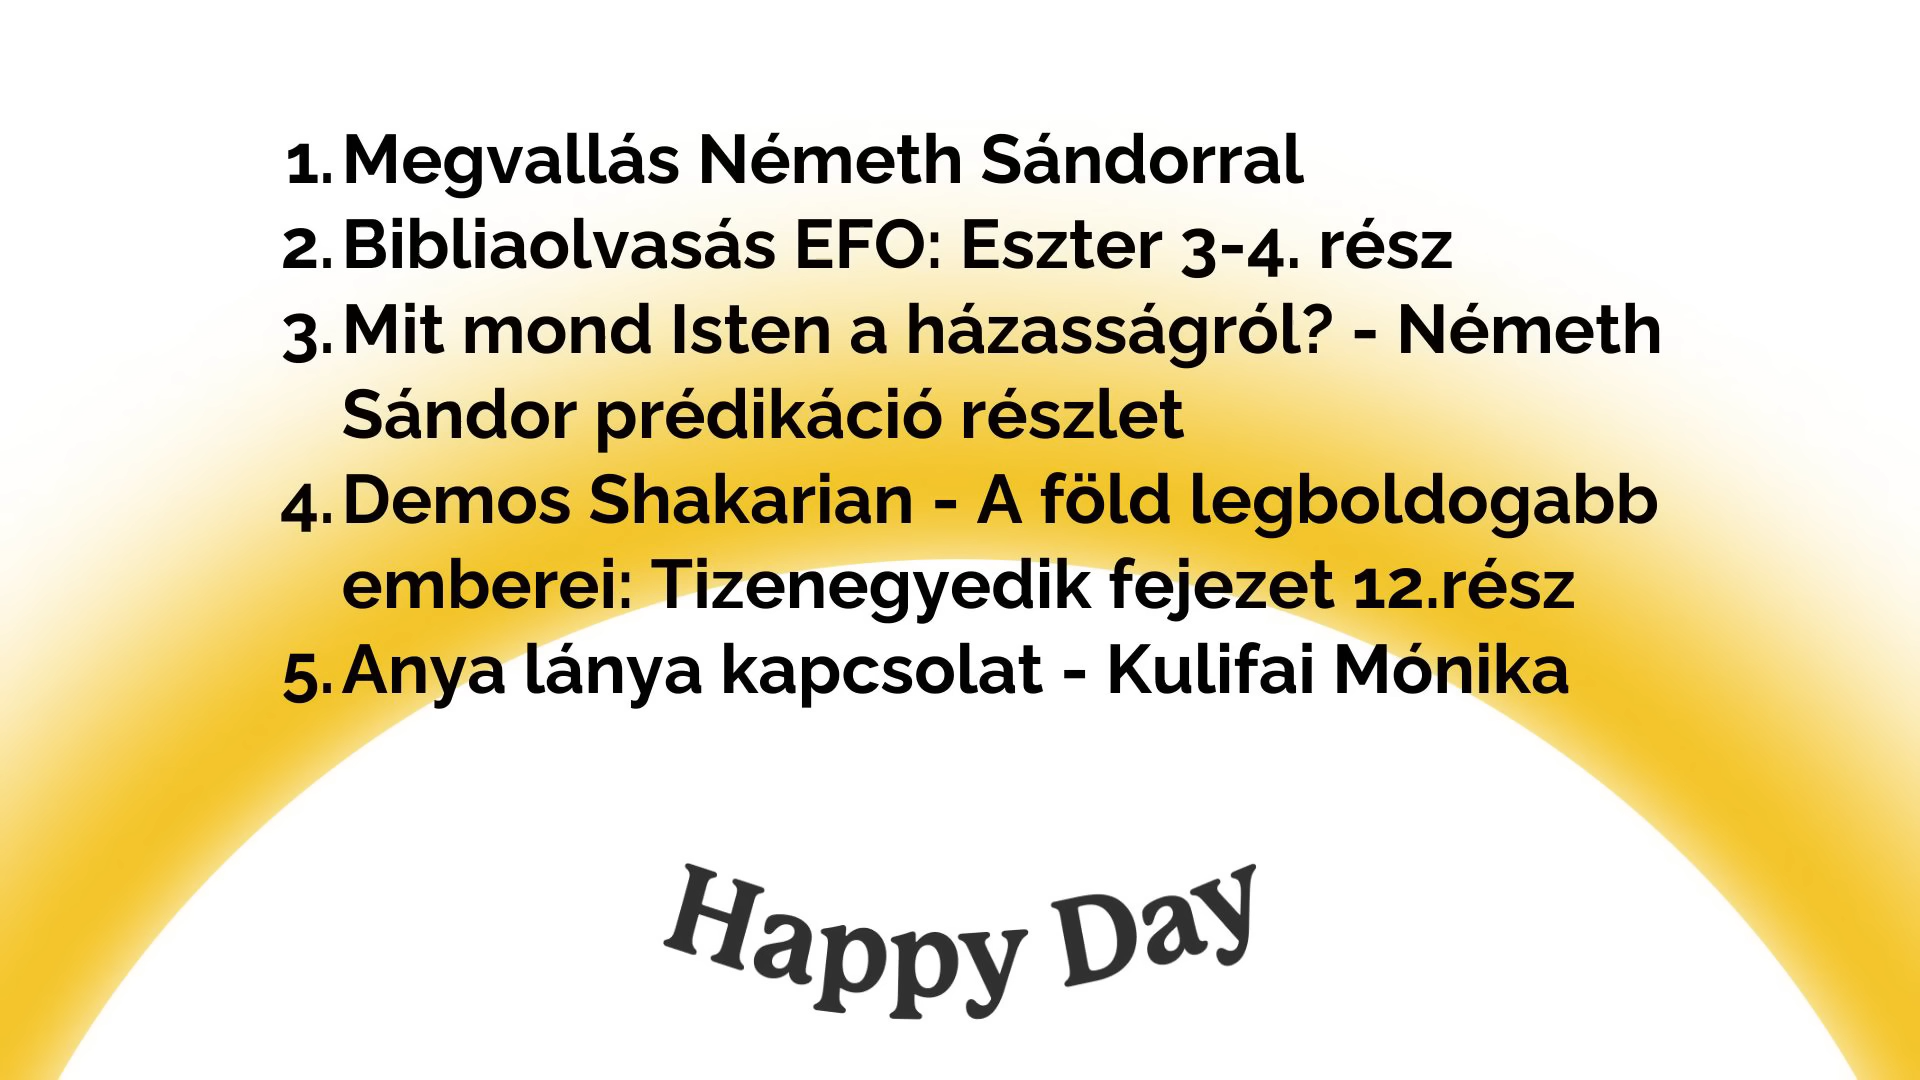 1. Megvallás Németh Sándorral
2. Bibliaolvasás EFO: Eszter 3-4. rész
3. Mit mond Isten a házasságról? - Németh
Sándor prédikáció részlet
4. Demos Shakarian - A föld legboldogabb
emberei: Tizenegyedik fejezet 12.rész
5. Anya lánya kapcsolat - Kulifai Mónika
Happy Day